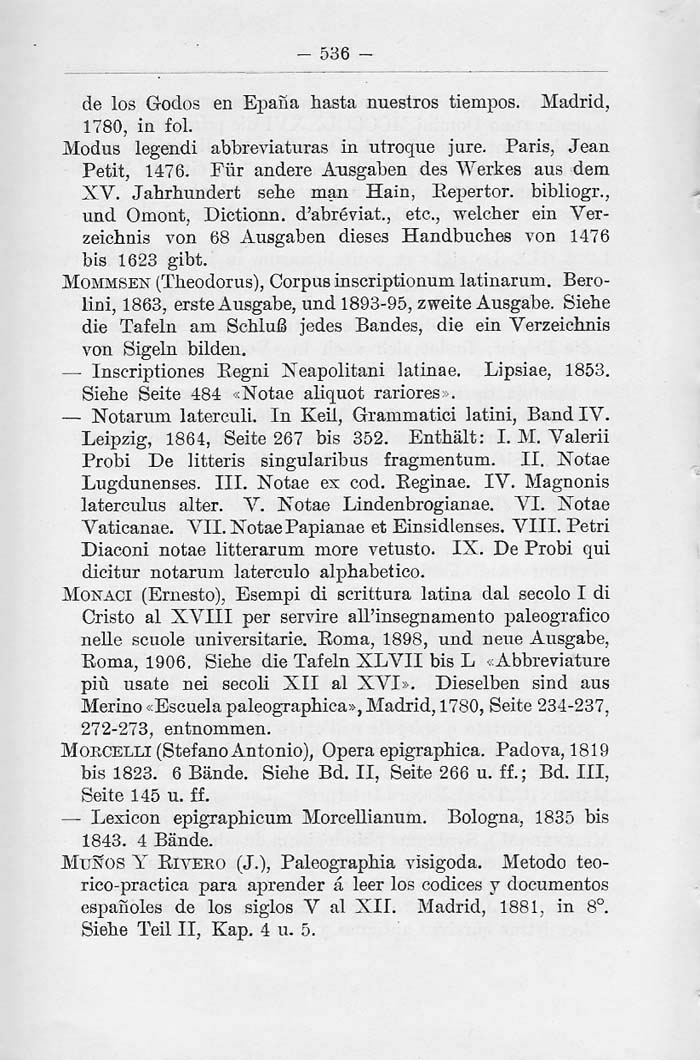 — 536 —
de los Godos en Epaña hasta nuestros tiempos. Madrid,
1780, in fol.
Modus legendi abbreviaturas in utroque jure. Paris, Jean
Petit, 1476. Für andere Ausgaben des Werkes aus dem
XV. Jahrhundert sehe man Hain, Repertor. bibliogr.,
und Omont, Dictionn. d'abréviat., etc., welcher ein Ver-
zeichnis von 68 Ausgaben dieses Handbuches von 1476
bis 1623 gibt.
Mommsen (Theodorus), Corpus inscriptionum latinarum. Bero-
lini, 1863, erste Ausgabe, und 1893-95, zweite Ausgabe. Siehe
die Tafeln am Schluß jedes Bandes, die ein Verzeichnis
von Sigeln bilden.
— Inscriptiones Regni Neapolitani latinae. Lipsiae, 1853.
Siehe Seite 484 «Notae aliquot rariores».
— Notarum laterculi. In Keil, Grammatici latini, Band IV.
Leipzig, 1864, Seite 267 bis 352. Enthält: I. M. Valerii
Probi De litteris singularibus fragmentum. II. Notae
Lugdunenses. III. Notae ex cod. Reginae. IV. Magnonis
laterculus alter. V. Notae Lindenbrogianae. VI. Notae
Vaticanae. VII. Notae Papianae et Einsidlenses. VIII. Petri
Diaconi notae litterarum more vetusto. IX. De Probi qui
dicitur notarum laterculo alphabetico.
Monaci (Ernesto), Esempi di scrittura latina dal secolo I di
Cristo al XVIII per servire all'insegnamento paleografico
nelle scuole universitarie. Roma, 1898, und neue Ausgabe,
Roma, 1906. Siehe die Tafeln XLVII bis L «Abbreviature
più usate nei secoli XII al XVI». Dieselben sind aus
Merino «Escuela paleographica», Madrid, 1780, Seite 234-237,
272-273, entnommen.
Morcelli (Stefano Antonio), Opera epigraphica. Padova, 1819
bis 1823. 6 Bände. Siehe Bd. II, Seite 266 u. ff.; Bd. III,
Seite 145 u. ff.
— Lexicon epigraphicum Morcellianum. Bologna, 1835 bis
1843. 4 Bände.
Muños Y Rivero (J.), Paleographia visigoda. Metodo teo-
rico-practica para aprender á leer los codices y documentos
españoles de los siglos V al XII. Madrid, 1881, in 8°.
Siehe Teil II, Kap. 4 u. 5.